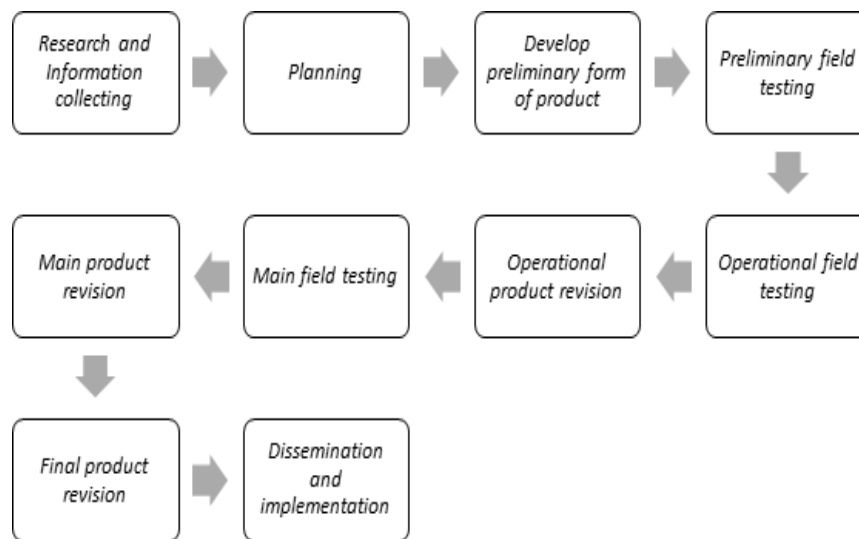 Research and
Information
collecting
Planning
Develop
preliminary form
of product
Preliminary field
testing
Operational field
testing
Operational
product revision
Main field testing
Main product
revision
Final product
revision
Dissemination
and
implementation